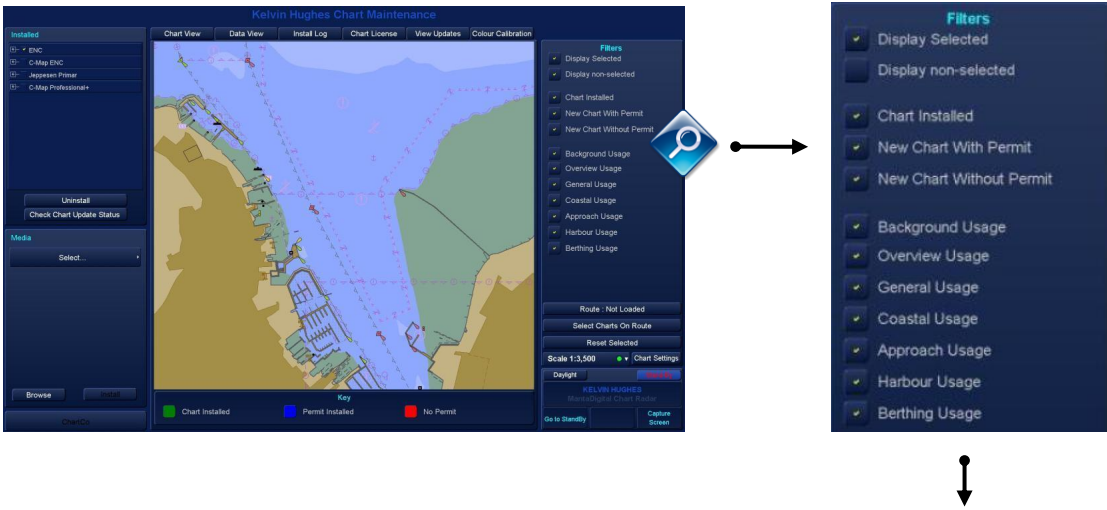 Kelvin Hughes Chart Maintenance
Installed
ENC
C-Map ENC
Jeppesen Primar
C-Map Professional+
Uninstall
Check Chart Update Status
Media
Select...
Browse
Install
Chart View
Data View
Install Log
Chart License
View Updates
Colour Calibration
Key
Chart Installed
Permit Installed
No Permit
Filters
Display Selected
Display non-selected
Chart Installed
New Chart With Permit
New Chart Without Permit
Background Usage
Overview Usage
General Usage
Coastal Usage
Approach Usage
Harbour Usage
Berthing Usage
Route : Not Loaded
Select Charts On Route
Reset Selected
Scale 1:3,500
Chart Settings
Daylight
KELVIN HUGHES
MantaDigital Chart Radar
Go to StandBy
Capture
Screen
Filters
Display Selected
Display non-selected
Chart Installed
New Chart With Permit
New Chart Without Permit
Background Usage
Overview Usage
General Usage
Coastal Usage
Approach Usage
Harbour Usage
Berthing Usage